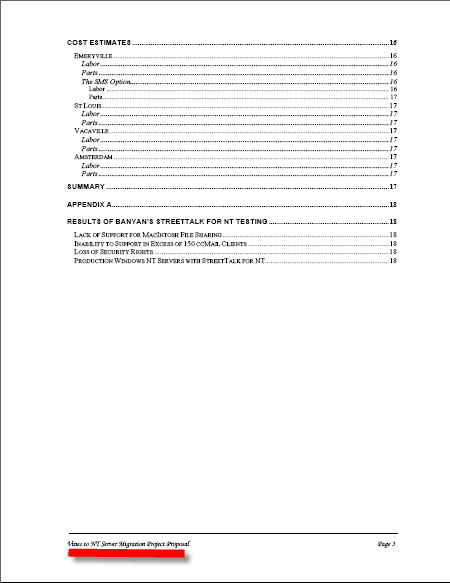 COST ESTIMATES 16
EMERYVILLE 16
Labor 16
Parts 16
The SMS Option 16
Labor 16
Parts 17
ST LOUIS 17
Labor 17
Parts 17
VACAVILLE 17
Labor 17
Parts 17
AMSTERDAM 17
Labor 17
Parts 17
SUMMARY 17
APPENDIX A 18
RESULTS OF BANYAN'S STREETTALK FOR NT TESTING 18
LACK OF SUPPORT FOR MACINTOSH FILE SHARING 18
INABILITY TO SUPPORT IN EXCESS OF 150 CCMAIL CLIENTS 18
LOSS OF SECURITY RIGHTS 18
PRODUCTION WINDOWS NT SERVERS WITH STREETTALK FOR NT 18
Vines to NT Server Migration Project Proposal Page 3